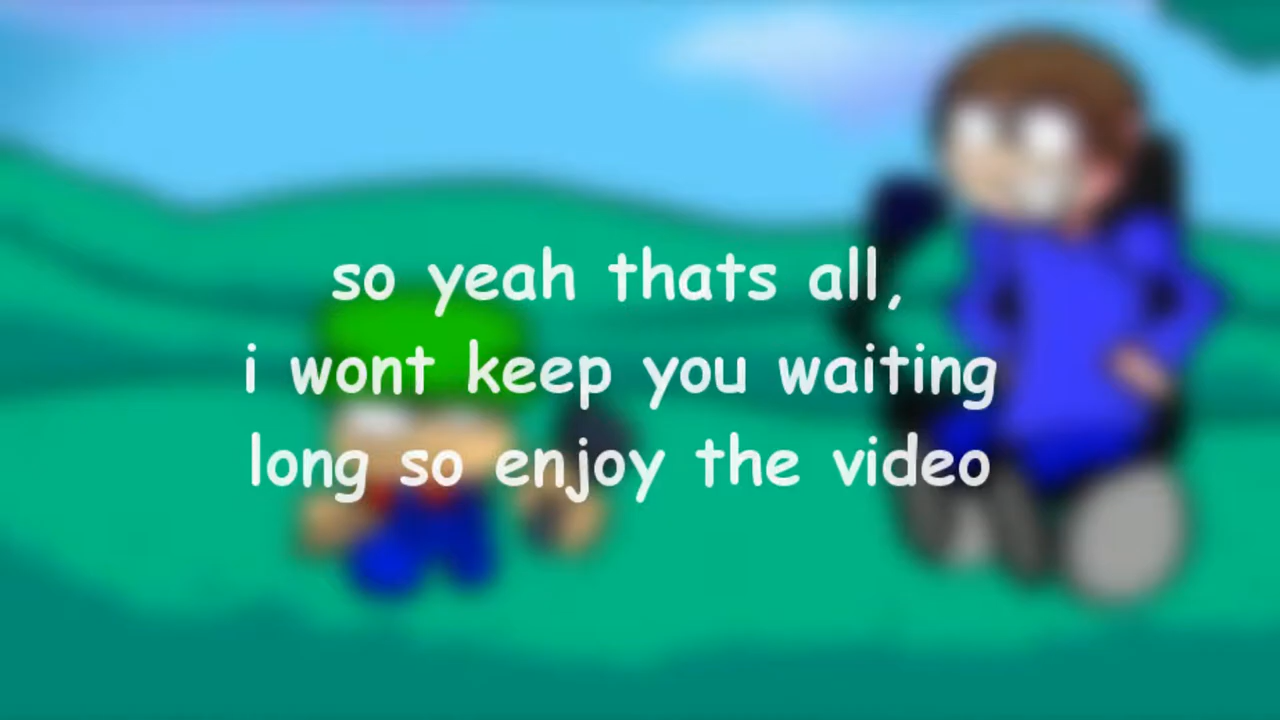 so yeah thats all,
i wont keep you waiting
long so enjoy the video